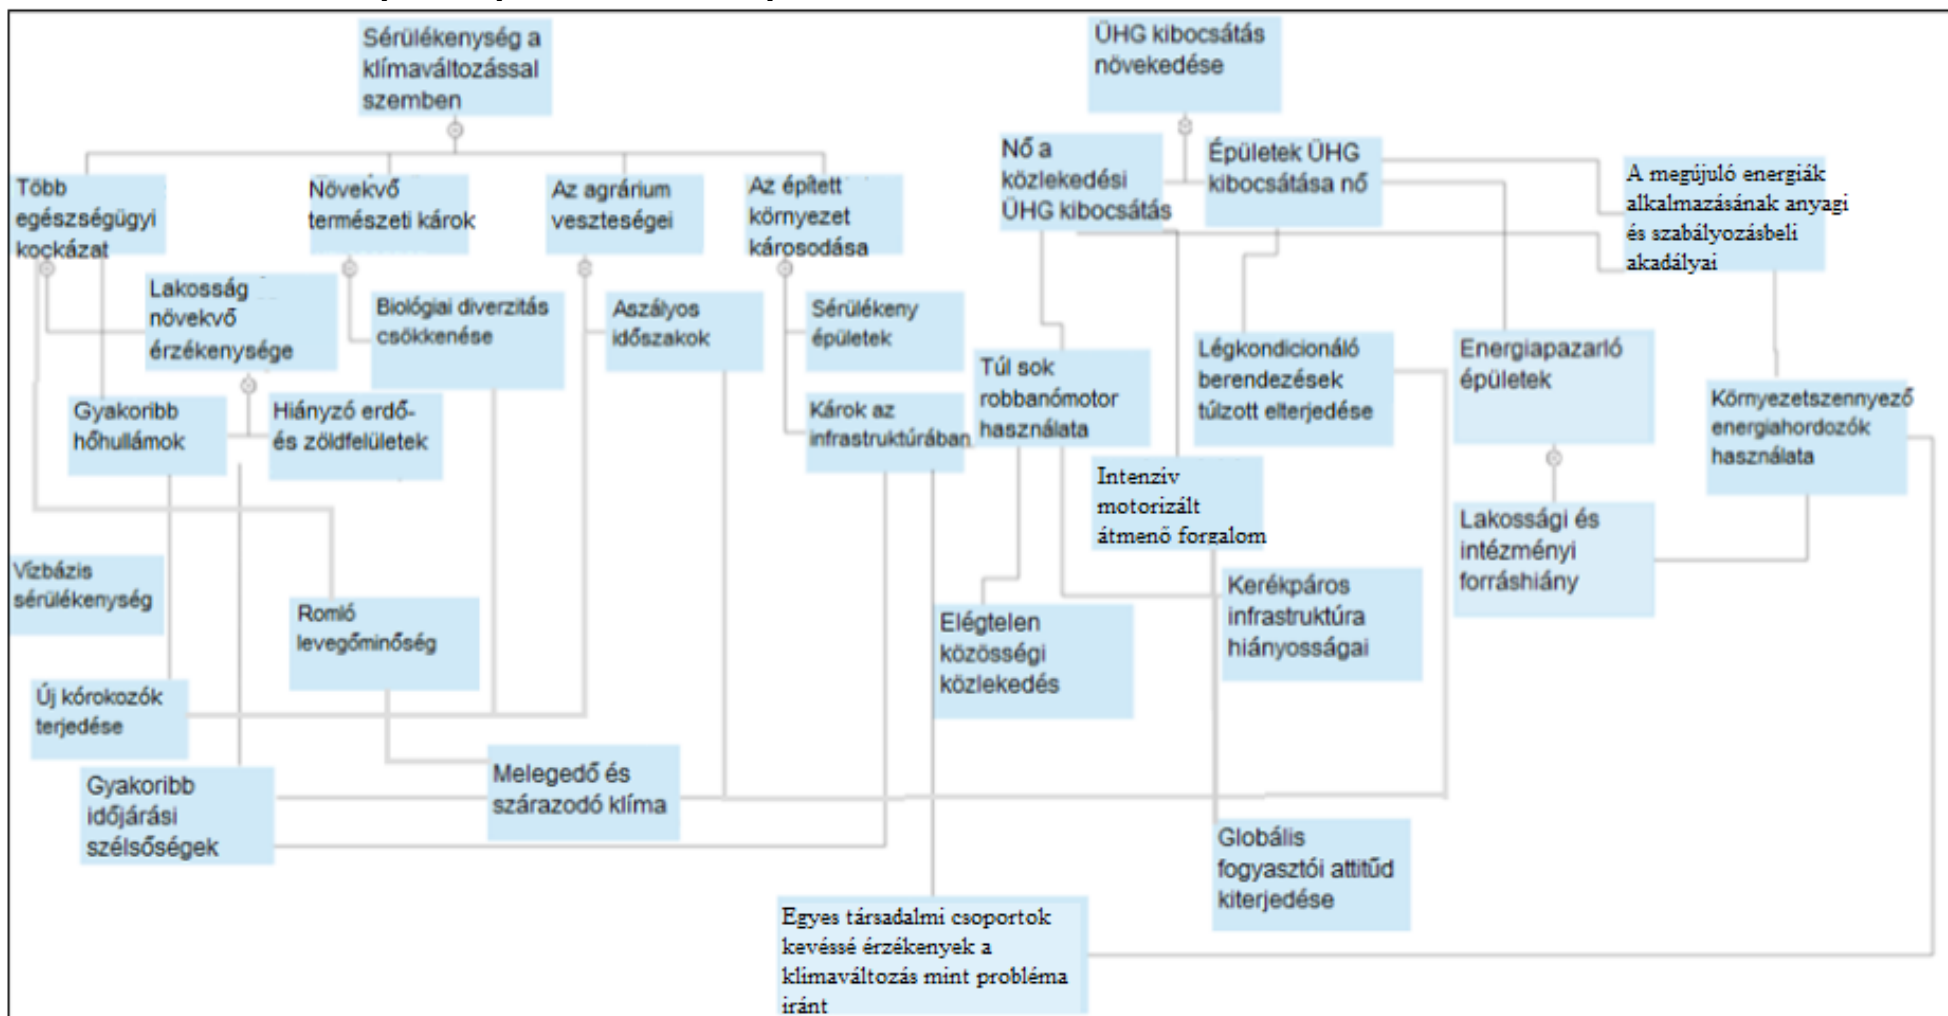 Sérülékenység a
klímaváltozással
szemben
ÜHG kibocsátás
növekedése
Több
egészségügyi
kockázat
Növekvő
természeti károk
Az agrárium
veszteségei
Az épített
környezet
károsodása
Nő a
közlekedési
ÜHG kibocsátás
Épületek ÜHG
kibocsátása nő
A megújuló energiák
alkalmazásának anyagi
és szabályozásbeli
akadályai
Lakosság
növekvő
érzékenysége
Biológiai diverzitás
csökkenése
Aszályos
időszakok
Sérülékeny
épületek
Túl sok
robbanómotor
használata
Légkondicionáló
berendezések
túlzott elterjedése
Energiapazarló
épületek
Környezetszennyező
energiahordozók
használata
Gyakoribb
hőhullámok
Hiányzó erdő-
és zöldfelületek
Károk az
infrastruktúrában
Intenzív
motorizált
átmenő forgalom
Lakossági és
intézményi
forráshiány
Vízbázis
sérülékenység
Romló
levegőminőség
Elégtelen
közösségi
közlekedés
Kerékpáros
infrastruktúra
hiányosságai
Új kórokozók
terjedése
Gyakoribb
időjárási
szélsőségek
Melegedő és
szárazodó klíma
Globális
fogyasztói attitűd
kiterjedése
Egyes társadalmi csoportok
kevéssé érzékenyek a
klímaváltozás mint probléma
iránt